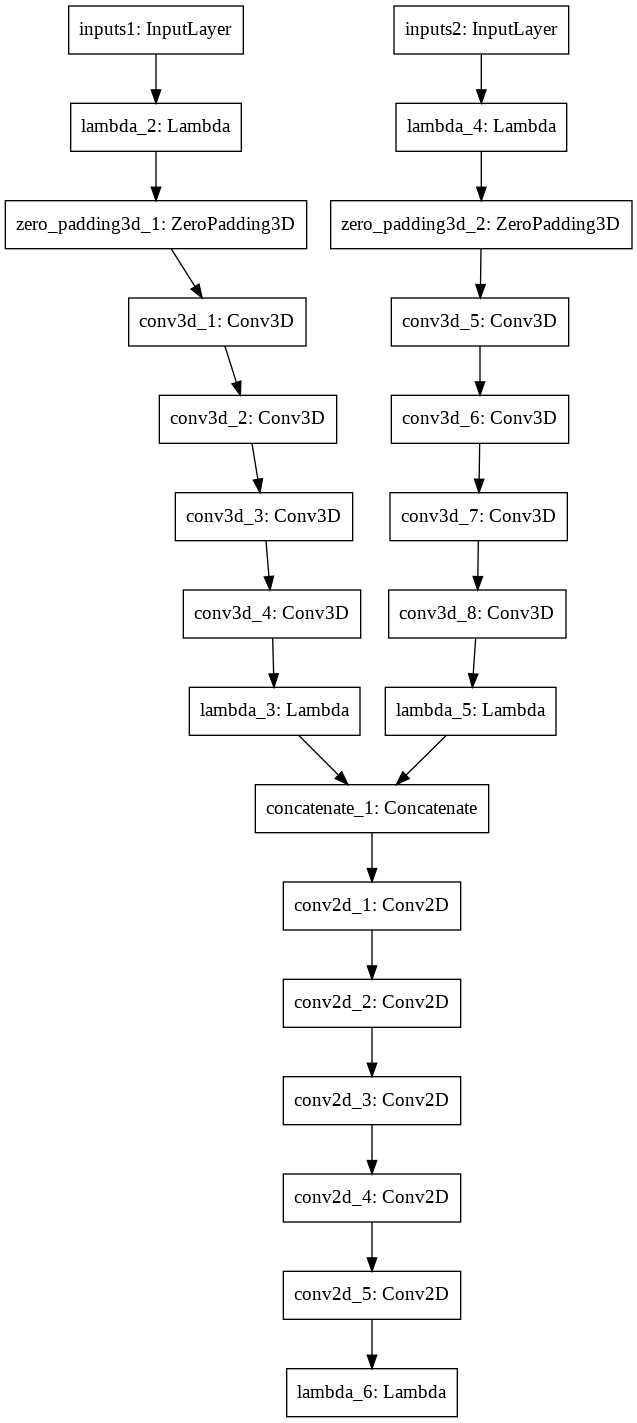 inputs1: InputLayer
inputs2: InputLayer
lambda_2: Lambda
lambda_4: Lambda
zero_padding3d_1: ZeroPadding3D
zero_padding3d_2: ZeroPadding3D
conv3d_1: Conv3D
conv3d_5: Conv3D
conv3d_2: Conv3D
conv3d_6: Conv3D
conv3d_3: Conv3D
conv3d_7: Conv3D
conv3d_4: Conv3D
conv3d_8: Conv3D
lambda_3: Lambda
lambda_5: Lambda
concatenate_1: Concatenate
conv2d_1: Conv2D
conv2d_2: Conv2D
conv2d_3: Conv2D
conv2d_4: Conv2D
conv2d_5: Conv2D
lambda_6: Lambda